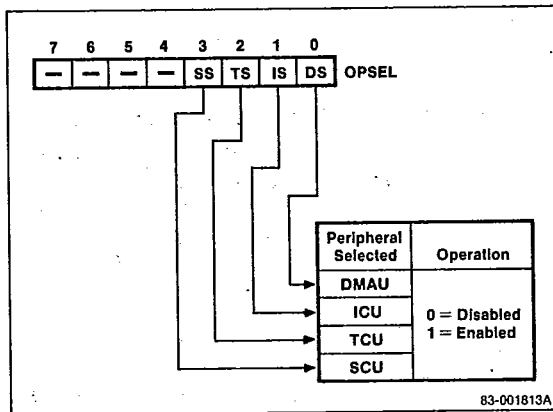 7 6 5 4 3 2 1 0
— — — — SS TS IS DS OPSEL
Peripheral Selected Operation
DMAU
ICU
TCU
SCU
0 = Disabled
1 = Enabled
83-001813A